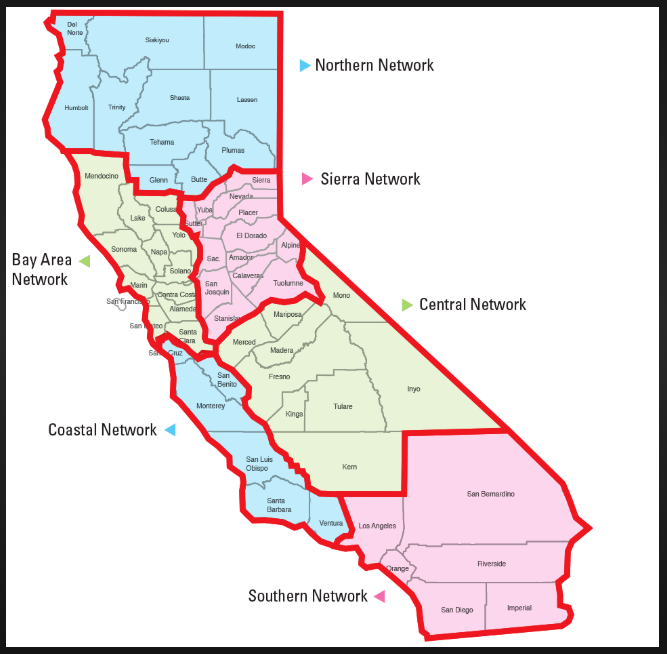 Del
Norte
Siskiyou
Modoc
Northern Network
Humbolt
Trinity
Shasta
Lassen
Tehama
Plumas
Glenn
Butte
Sierra
Sierra Network
Mendocino
Nevada
Colusa
Yuba
Placer
Lake
Sutter
Yolo
El Dorado
Sonoma
Napa
Alpine
Sac.
Amador
Bay Area
Network
Solano
Calaveras
Marin
San
Joaquin
Tuolumne
Contra Costa
Mono
San Francisco
Alameda
Central Network
Stanislaus
Mariposa
San Mateo
Santa
Clara
Merced
Madera
Santa Cruz
San
Benito
Fresno
Inyo
Monterey
Kings
Tulare
Coastal Network
San Luis
Obispo
Kern
San Bernardino
Santa
Barbara
Ventura
Los Angeles
Orange
Riverside
Southern Network
San Diego
Imperial